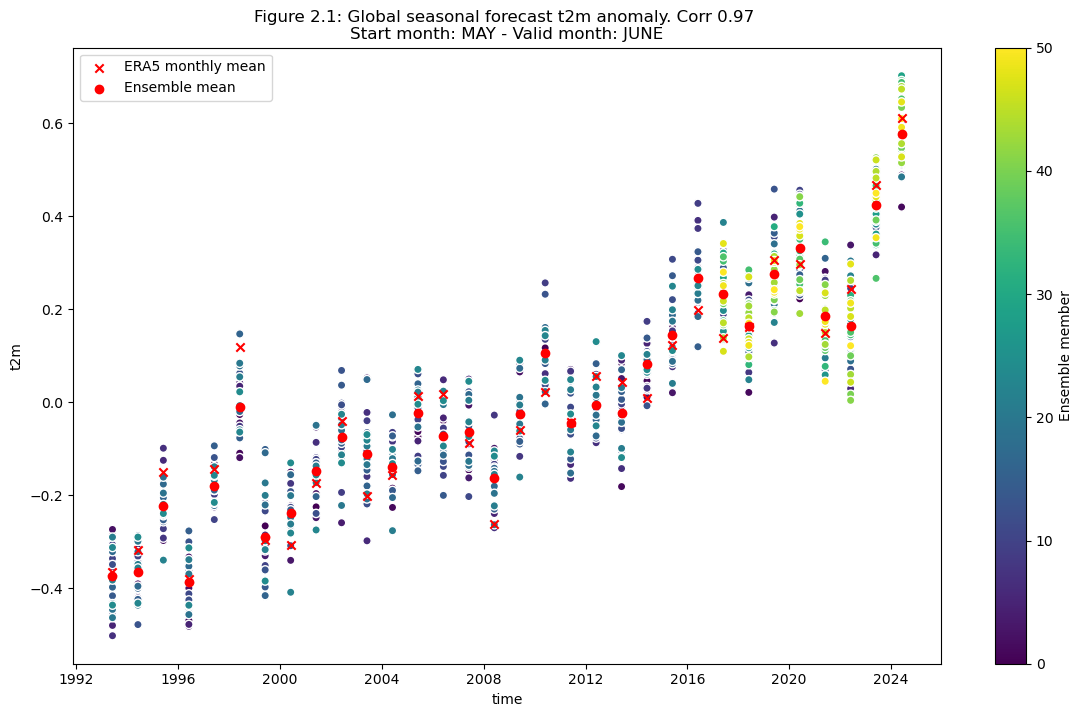 Figure 2.1: Global seasonal forecast t2m anomaly. Corr 0.97
Start month: MAY - Valid month: JUNE
ERA5 monthly mean
Ensemble mean
t2m
0.6
0.4
0.2
0.0
−0.2
−0.4
1992 1996 2000 2004 2008 2012 2016 2020 2024
time
50
40
30
20
10
0
Ensemble member